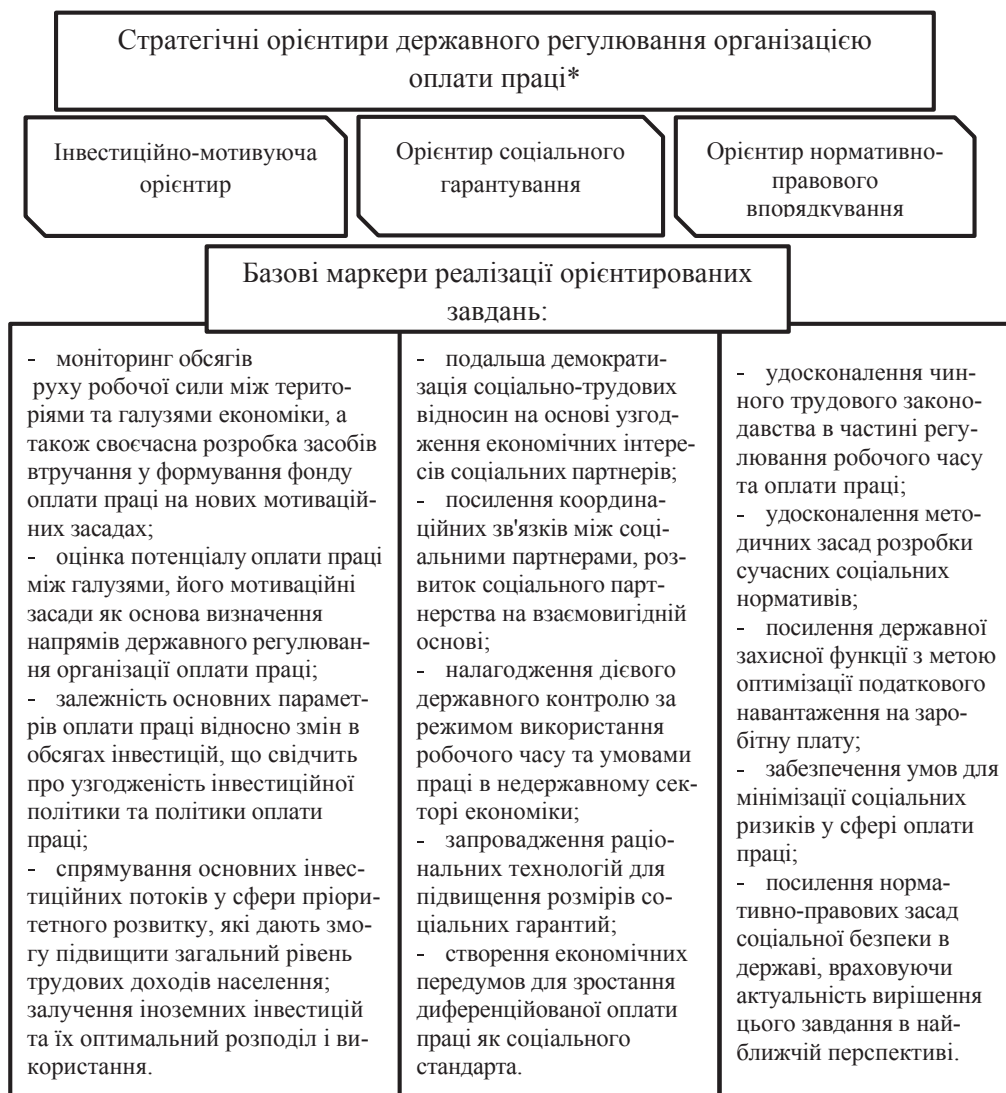 Стратегічні орієнтири державного регулювання організацією
оплати праці*
Інвестиційно-мотивуюча
орієнтир
Орієнтир соціального
гарантування
Орієнтир нормативно-
правового
впорядкування
Базові маркери реалізації орієнтированих
завдань:
- моніторинг обсягів
руху робочої сили між терито-
ріями та галузями економіки, а
також своєчасна розробка засобів
втручання у формування фонду
оплати праці на нових мотивацій-
них засадах;
- оцінка потенціалу оплати праці
між галузями, його мотиваційні
засади як основа визначення
напрямів державного регулюван-
ня організації оплати праці;
- залежність основних парамет-
рів оплати праці відносно змін в
обсягах інвестицій, що свідчить
про узгодженість інвестиційної
політики та політики оплати
праці;
- спрямування основних інвес-
тиційних потоків у сфери пріори-
тетного розвитку, які дають змо-
гу підвищити загальний рівень
трудових доходів населення;
залучення іноземних інвестицій
та їх оптимальний розподіл і ви-
користання.
- подальша демократи-
зація соціально-трудових
відносин на основі узгод-
ження економічних інтере-
сів соціальних партнерів;
- посилення координа-
ційних зв'язків між соці-
альними партнерами, роз-
виток соціального парт-
нерства на взаємовигідній
основі;
- налагодження дієвого
державного контролю за
режимом використання
робочого часу та умовами
праці в недержавному сек-
торі економіки;
- запровадження раціо-
нальних технологій для
підвищення розмірів со-
ціальних гарантій;
- створення економічних
передумов для зростання
диференційованої оплати
праці як соціального
стандарта.
- удосконалення чин-
ного трудового законо-
давства в частині регу-
лювання робочого часу
та оплати праці;
- удосконалення мето-
дичних засад розробки
сучасних соціальних
нормативів;
- посилення державної
захисної функції з метою
оптимізації податкового
навантаження на заро-
бітну плату;
- забезпечення умов для
мінімізації соціальних
ризиків у сфері оплати
праці;
- посилення норма-
тивно-правових засад
соціальної безпеки в
державі, враховуючи
актуальність вирішення
цього завдання в най-
ближчій перспективі.